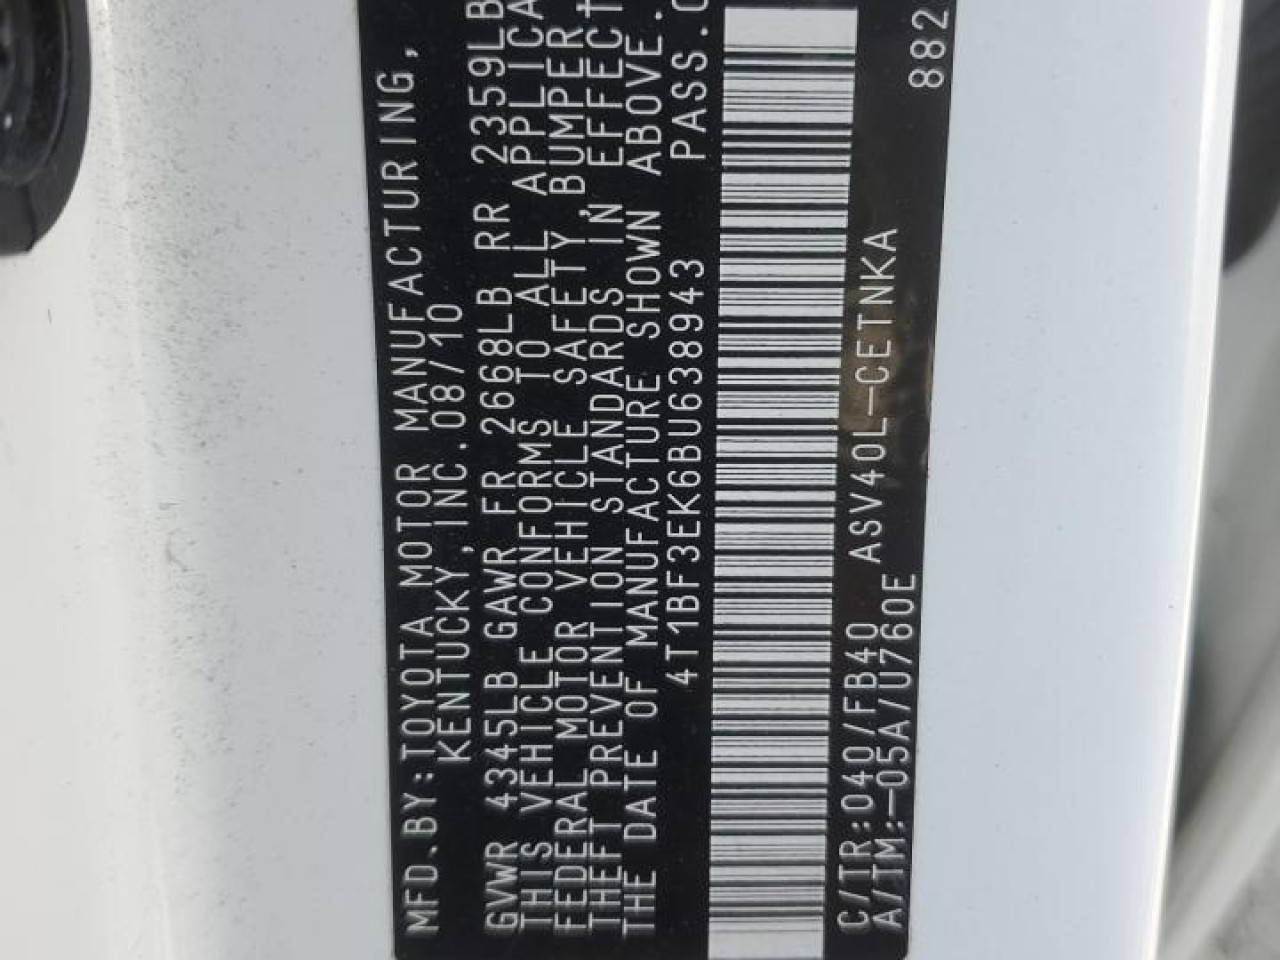 MFD.BY:TOYOTA MOTOR MANUFACTURING,
KENTUCKY,INC.08/10
GVWR 4345LB GAWR FR 2668LB RR 2359LB
THIS VEHICLE CONFORMS TO ALL APPLICA
FEDERAL MOTOR VEHICLE SAFETY,BUMPER
THEFT PREVENTION STANDARDS IN EFFECT
THE DATE OF MANUFACTURE SHOWN ABOVE.
4T1BF3EK6BU638943 PASS.C
C/TR:040/FB40 ASV40L-CETNKA
A/TM:-05A/U760E 882